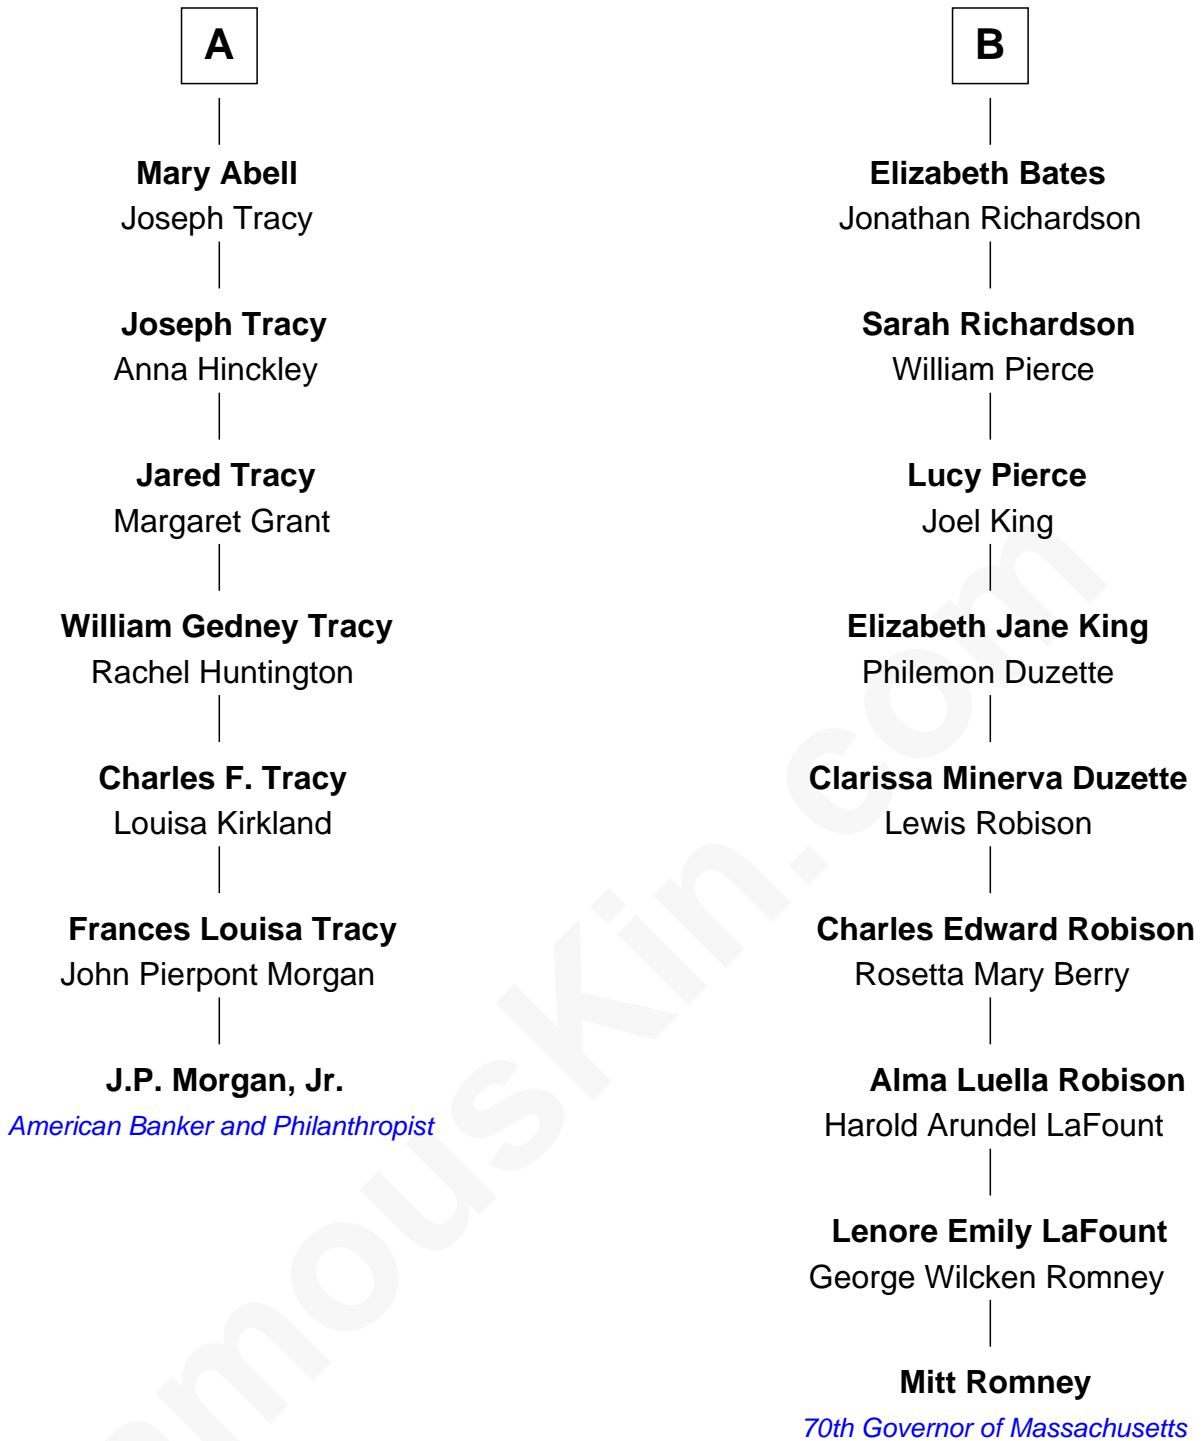 A
Mary Abell
Joseph Tracy
Joseph Tracy
Anna Hinckley
Jared Tracy
Margaret Grant
William Gedney Tracy
Rachel Huntington
Charles F. Tracy
Louisa Kirkland
Frances Louisa Tracy
John Pierpont Morgan
J.P. Morgan, Jr.
American Banker and Philanthropist
B
Elizabeth Bates
Jonathan Richardson
Sarah Richardson
William Pierce
Lucy Pierce
Joel King
Elizabeth Jane King
Philemon Duzette
Clarissa Minerva Duzette
Lewis Robison
Charles Edward Robison
Rosetta Mary Berry
Alma Luella Robison
Harold Arundel LaFount
Lenore Emily LaFount
George Wilcken Romney
Mitt Romney
70th Governor of Massachusetts
amousKin.com